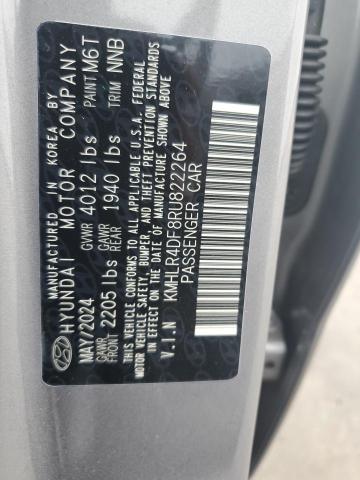 MANUFACTURED IN KOREA BY
HYUNDAI MOTOR COMPANY
MAY/2024 GVWR 4012 lbs PAINT M6T
GAWR FRONT 2205 lbs GAWR REAR 1940 lbs TRIM NNB
THIS VEHICLE CONFORMS TO ALL APPLICABLE U.S.A. FEDERAL
MOTOR VEHICLE SAFETY, BUMPER, AND THEFT PREVENTION STANDARDS
IN EFFECT ON THE DATE OF MANUFACTURE SHOWN ABOVE.
V.I.N KMHLR4DF8RU822264
PASSENGER CAR